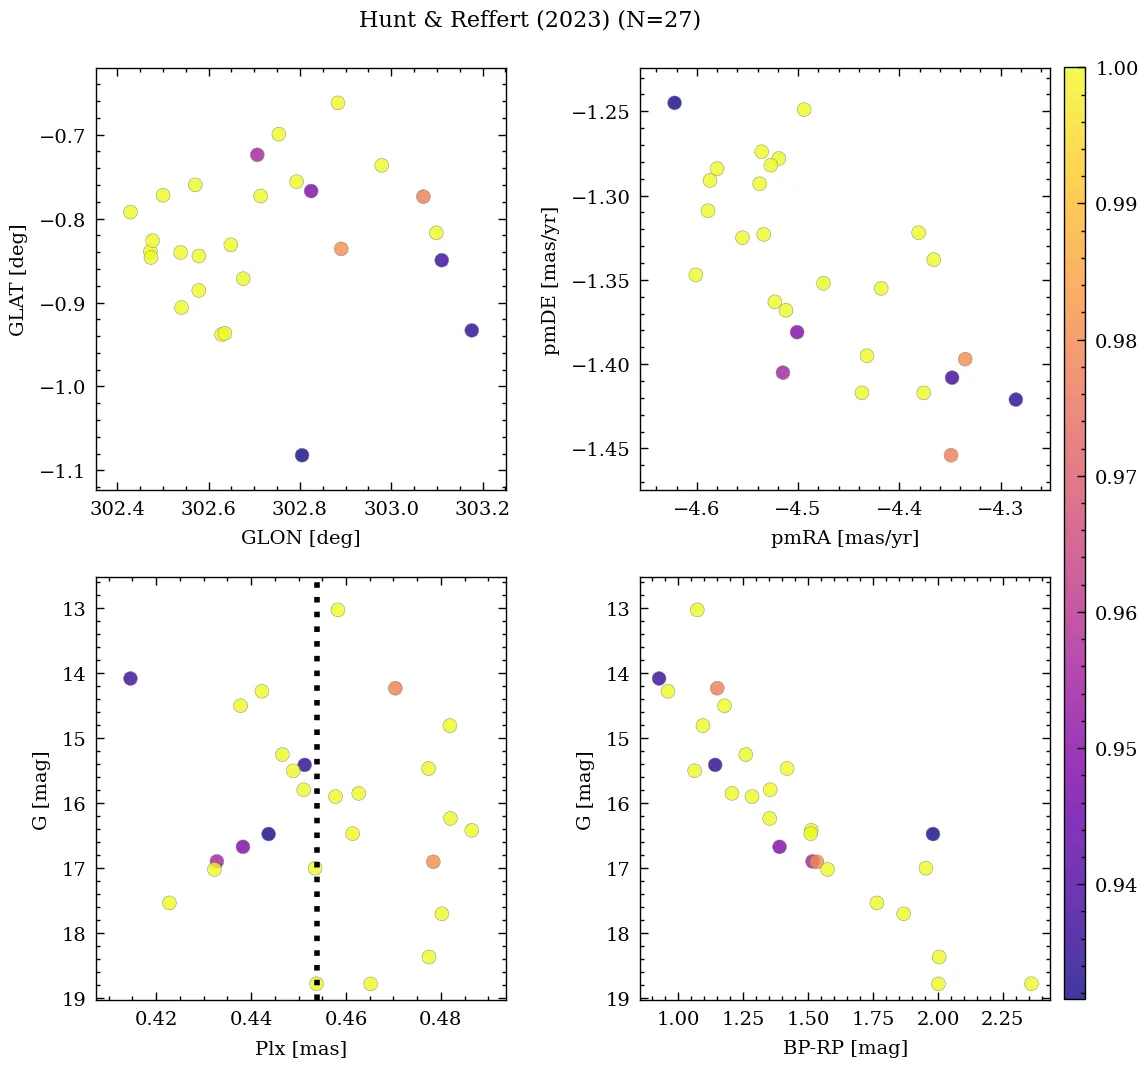 Hunt & Reffert (2023) (N=27)
−0.7
−0.8
−0.9
−1.0
−1.1
GLAT [deg]
302.4 302.6 302.8 303.0 303.2
GLON [deg]
−1.25
−1.30
−1.35
−1.40
−1.45
pmDE [mas/yr]
−4.6 −4.5 −4.4 −4.3
pmRA [mas/yr]
13
14
15
16
17
18
19
G [mag]
0.42 0.44 0.46 0.48
Plx [mas]
13
14
15
16
17
18
19
G [mag]
1.00 1.25 1.50 1.75 2.00 2.25
BP-RP [mag]
1.00
0.99
0.98
0.97
0.96
0.95
0.94